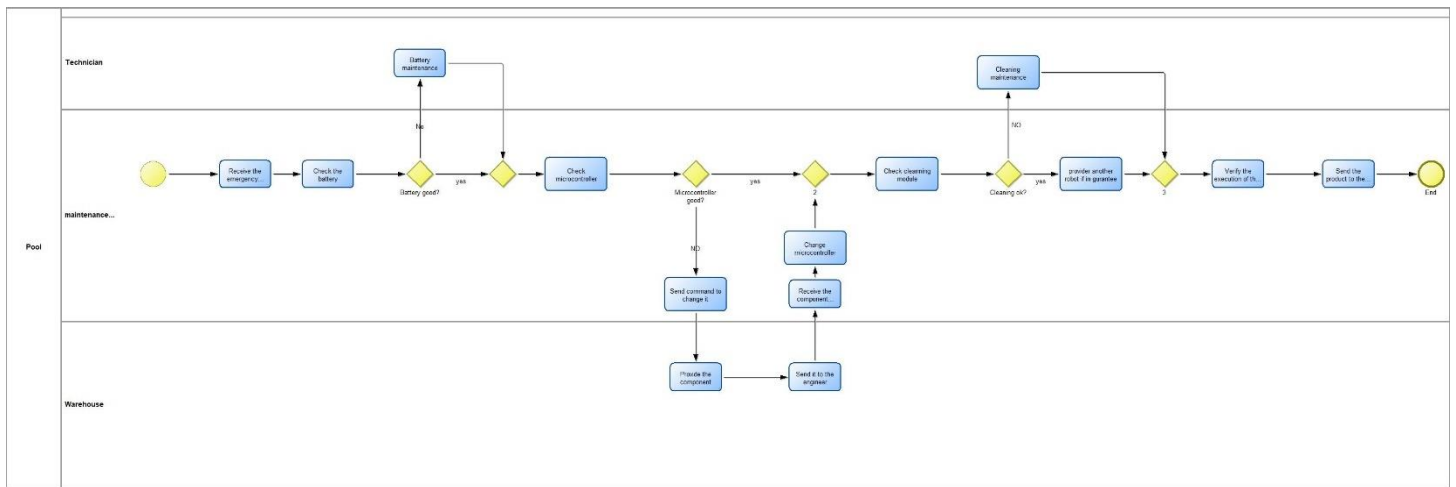 Pool
Technician
Battery
maintenance
Cleaning
maintenance
No
NO
Receive the
emergency...
Check the
battery
Battery good?
yes
Check
microcontroller
Microcontroller
good?
yes
2
Check clearning
module
Cleaning ok?
yes
provider another
robot if in gurantee
3
Verify the
execution of th...
Send the
product to the...
End
maintenance...
NO
Change
microcontroller
Send command to
change it
Receive the
component...
Provide the
component
Send it to the
engineer
Warehouse